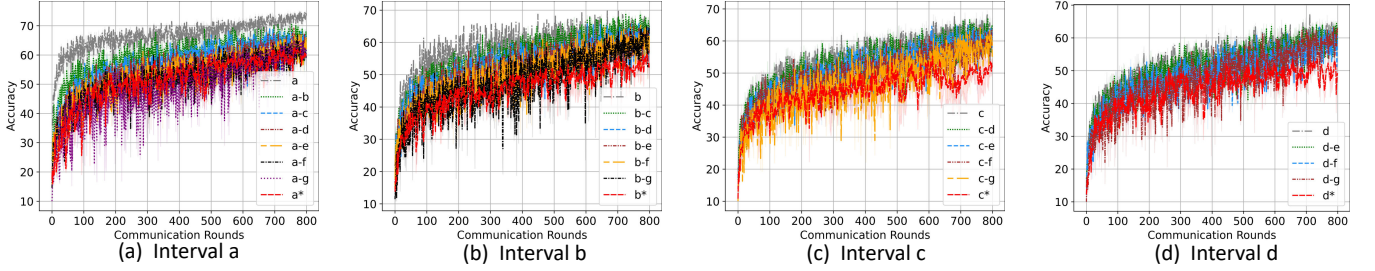 70
60
50
40
30
20
10
Accuracy
0 100 200 300 400 500 600 700 800
Communication Rounds
a
a-b
a-c
a-d
a-e
a-f
a-g
a*
(a) Interval a
70
60
50
40
30
20
10
Accuracy
0 100 200 300 400 500 600 700 800
Communication Rounds
b
b-c
b-d
b-e
b-f
b-g
b*
(b) Interval b
70
60
50
40
30
20
10
Accuracy
0 100 200 300 400 500 600 700 800
Communication Rounds
c
c-d
c-e
c-f
c-g
c*
(c) Interval c
70
60
50
40
30
20
10
Accuracy
0 100 200 300 400 500 600 700 800
Communication Rounds
d
d-e
d-f
d-g
d*
(d) Interval d